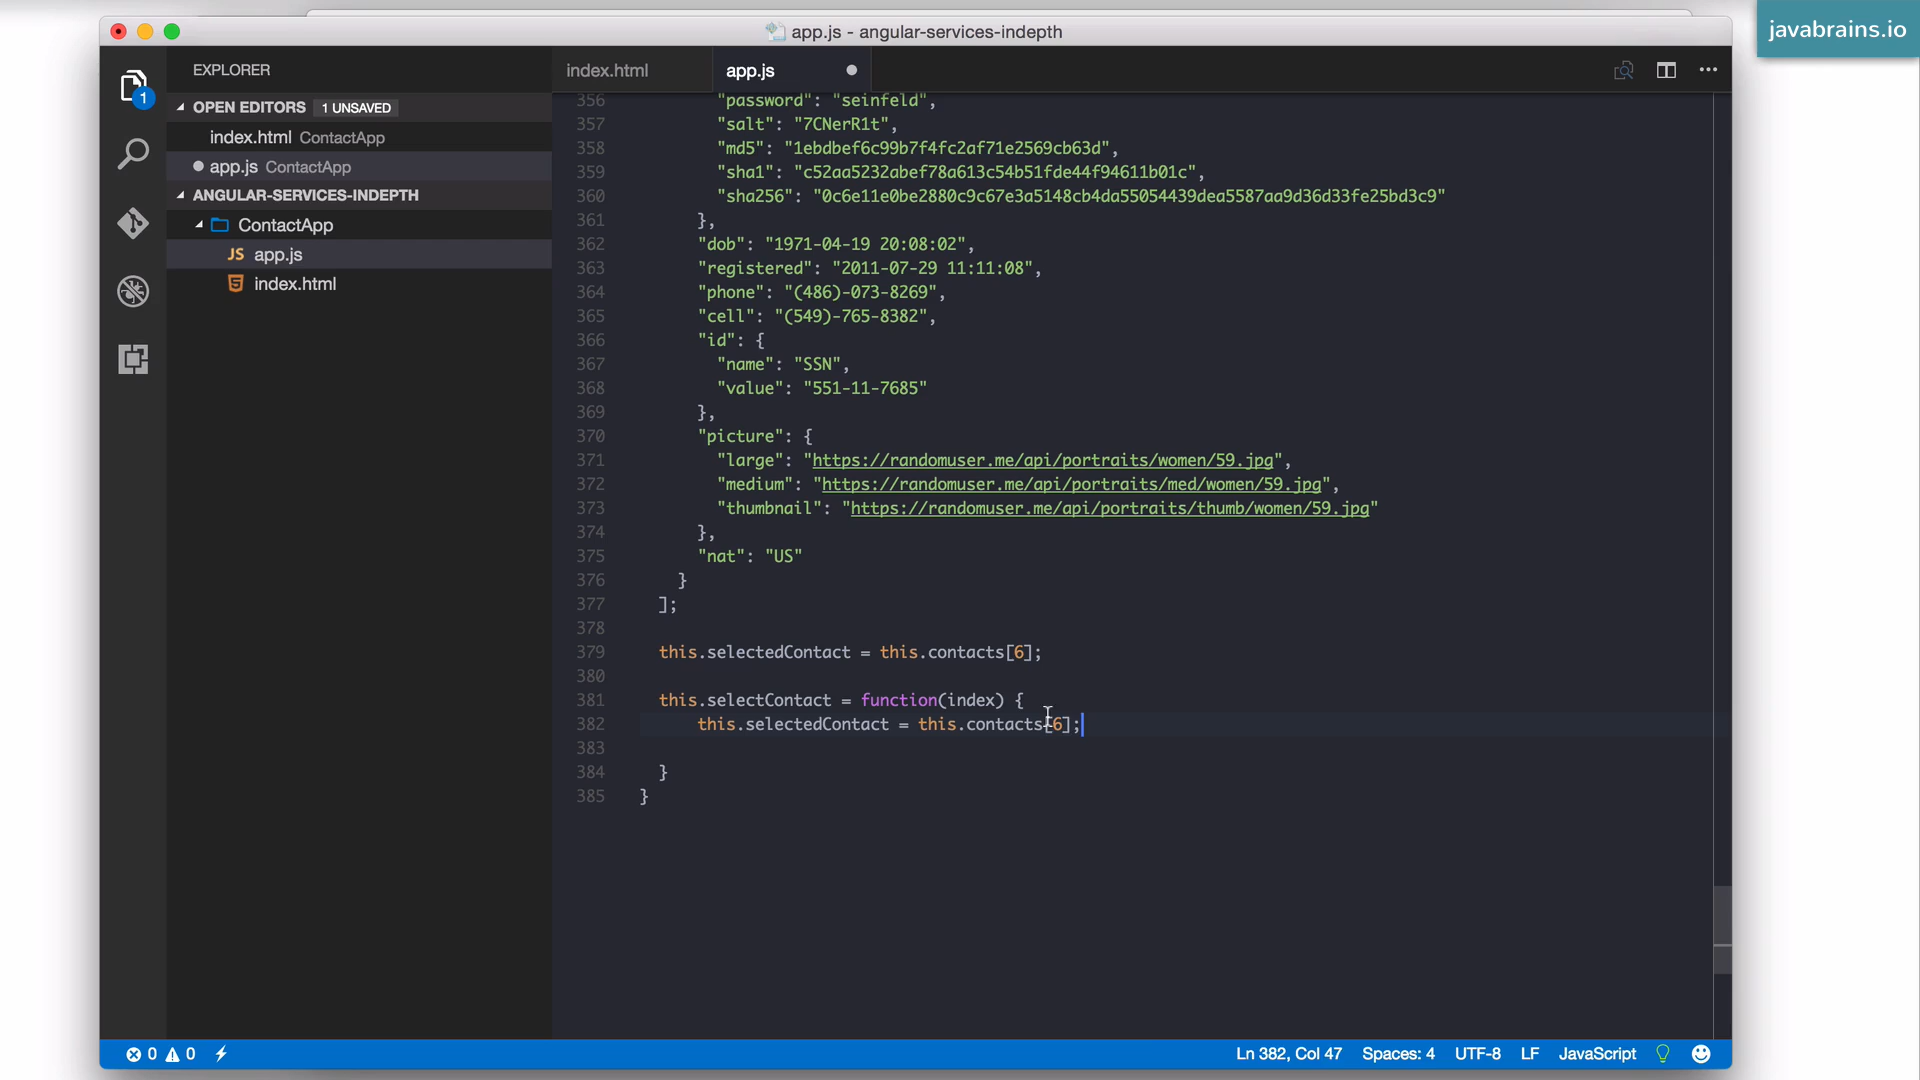 app.js - angular-services-indepth
javabrains.io
EXPLORER
OPEN EDITORS 1 UNSAVED
index.html ContactApp
app.js ContactApp
ANGULAR-SERVICES-INDEPTH
ContactApp
JS app.js
index.html
1
index.html app.js
356 "password": "seinfeld",
357 "salt": "7CNerR1t",
358 "md5": "1ebdbef6c99b7f4fc2af71e2569cb63d",
359 "sha1": "c52aa5232abef78a613c54b51fde44f94611b01c",
360 "sha256": "0c6e11e0be2880c9c67e3a5148cb4da55054439dea5587aa9d36d33fe25bd3c9"
361 },
362 "dob": "1971-04-19 20:08:02",
363 "registered": "2011-07-29 11:11:08",
364 "phone": "(486)-073-8269",
365 "cell": "(549)-765-8382",
366 "id": {
367 "name": "SSN",
368 "value": "551-11-7685"
369 },
370 "picture": {
371 "large": "https://randomuser.me/api/portraits/women/59.jpg",
372 "medium": "https://randomuser.me/api/portraits/med/women/59.jpg",
373 "thumbnail": "https://randomuser.me/api/portraits/thumb/women/59.jpg"
374 },
375 "nat": "US"
376 }
377 ];
378
379 this.selectedContact = this.contacts[6];
380
381 this.selectContact = function(index) {
382 this.selectedContact = this.contacts[6];
383
384 }
385 }
0 0 Ln 382, Col 47 Spaces: 4 UTF-8 LF JavaScript